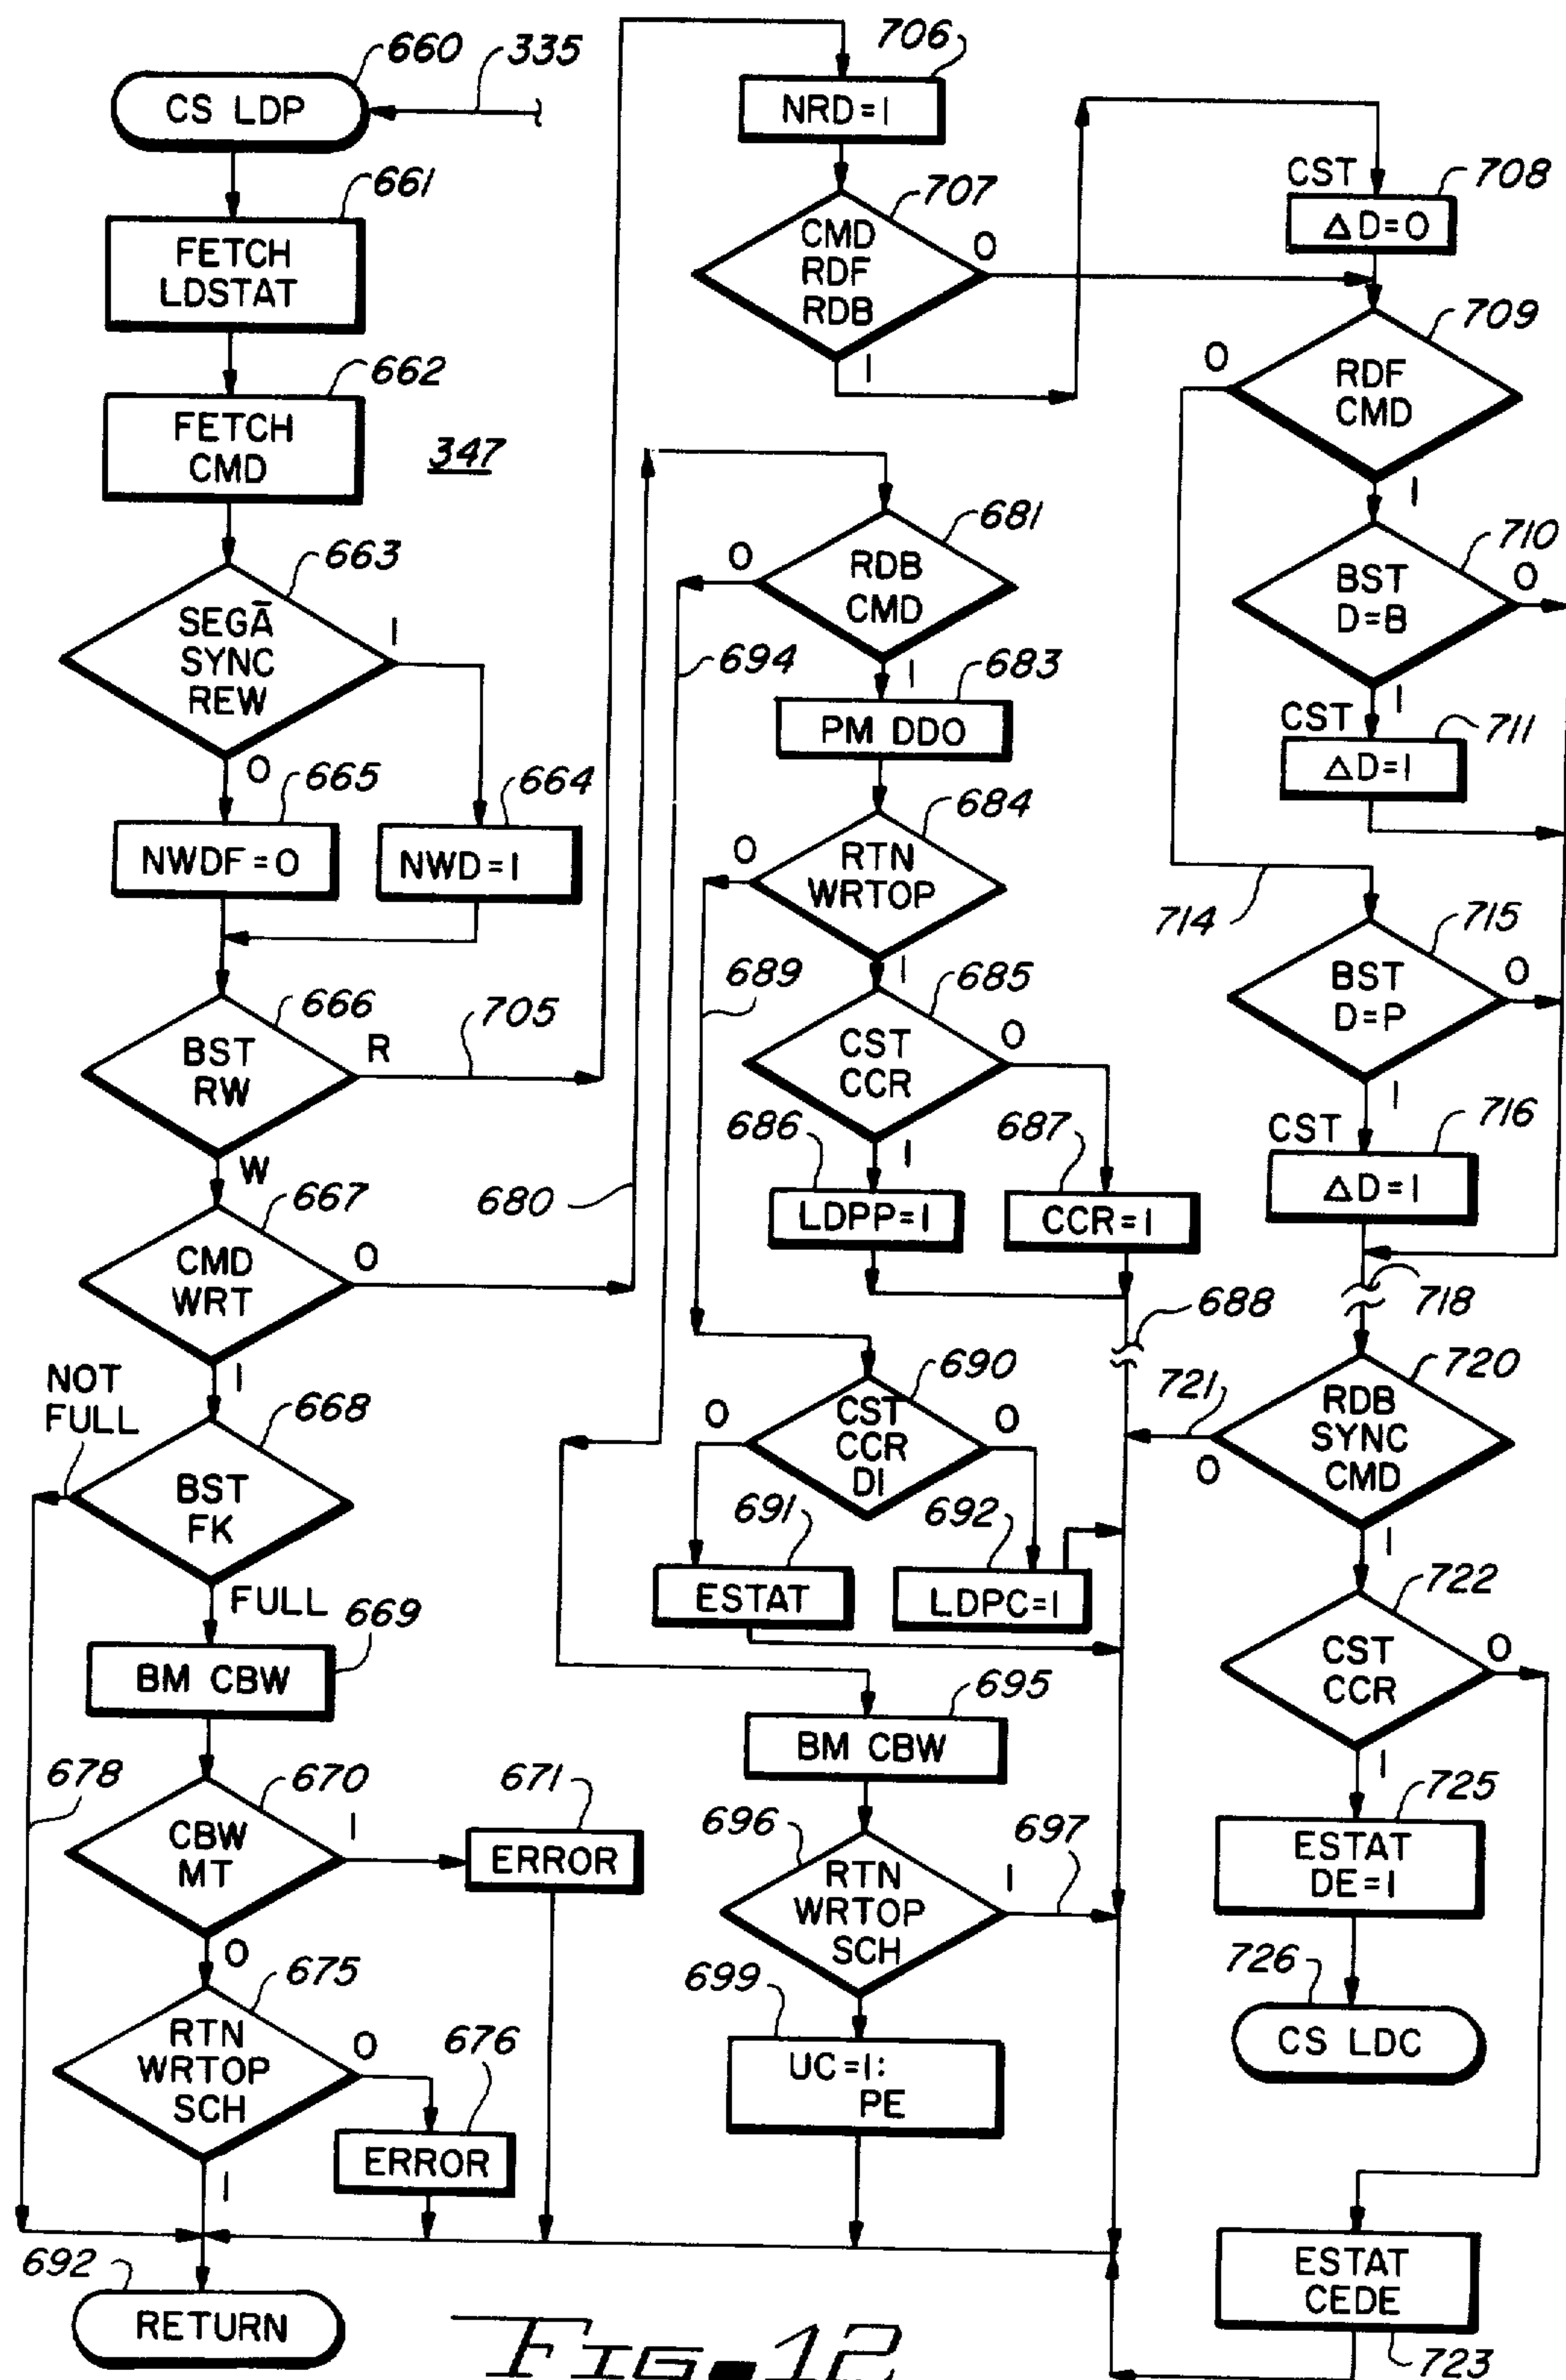 660
335
CS LDP
661
FETCH
LDSTAT
662
FETCH
CMD
347
663
SEGĀ
SYNC
REW
1
0
665
664
NWDF=0
NWD=1
666
705
BST
RW
R
W
667
CMD
WRT
0
1
NOT
FULL
668
BST
FK
FULL
669
BM CBW
678
670
671
CBW
MT
1
ERROR
0
675
RTN
WRTOP
SCH
0
676
ERROR
1
692
RETURN
706
NRD=1
707
CMD
RDF
RDB
0
1
681
0
RDB
CMD
694
1
683
PM DDO
684
0
RTN
WRTOP
689
1
685
CST
CCR
0
686
1
687
680
LDPP=1
CCR=1
688
690
0
CST
CCR
DI
0
691
692
ESTAT
LDPC=1
695
BM CBW
696
697
RTN
WRTOP
SCH
1
699
UC=1:
PE
CST
708
ΔD=0
709
0
RDF
CMD
1
710
BST
D=B
0
1
CST
711
ΔD=1
714
715
BST
D=P
0
1
CST
716
ΔD=1
718
720
721
RDB
SYNC
CMD
0
1
722
CST
CCR
0
1
725
ESTAT
DE=1
726
CS LDC
ESTAT
CEDE
723
FIG. 12